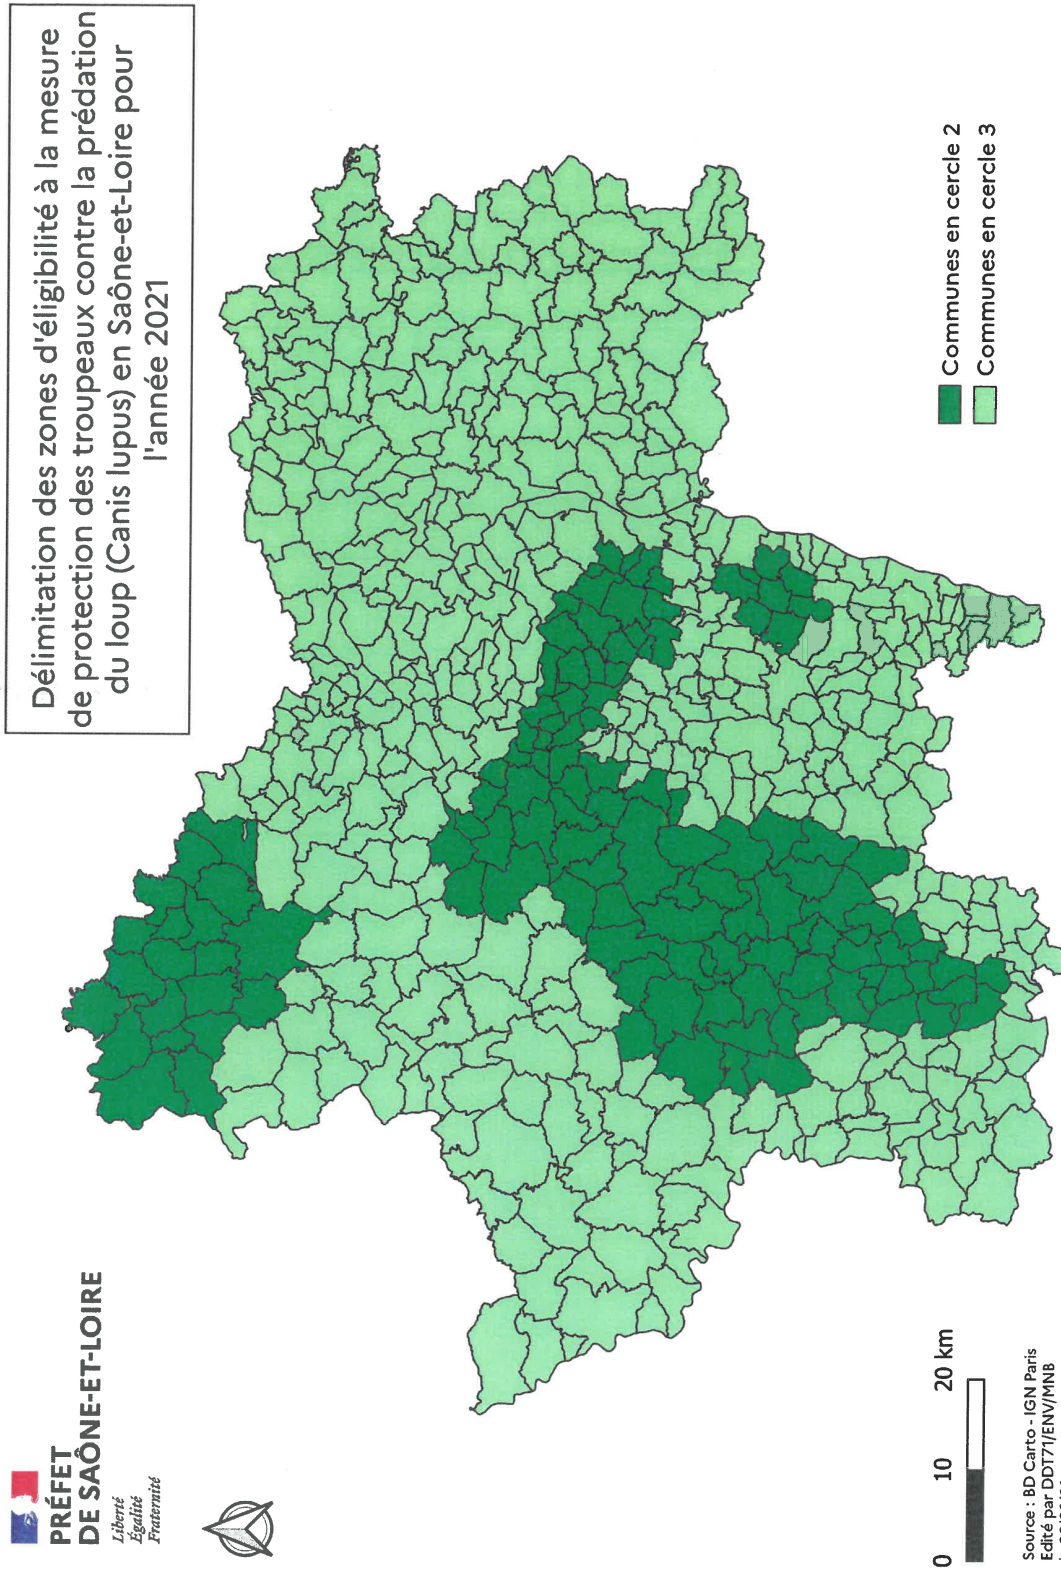 PRÉFET
DE SAÔNE-ET-LOIRE
Liberté
Égalité
Fraternité
Délimitation des zones d'éligibilité à la mesure
de protection des troupeaux contre la prédation
du loup (Canis lupus) en Saône-et-Loire pour
l'année 2021
Communes en cercle 2
Communes en cercle 3
0 10 20 km
Source : BD Carto - IGN Paris
Edité par DDT71/ENV/MNB